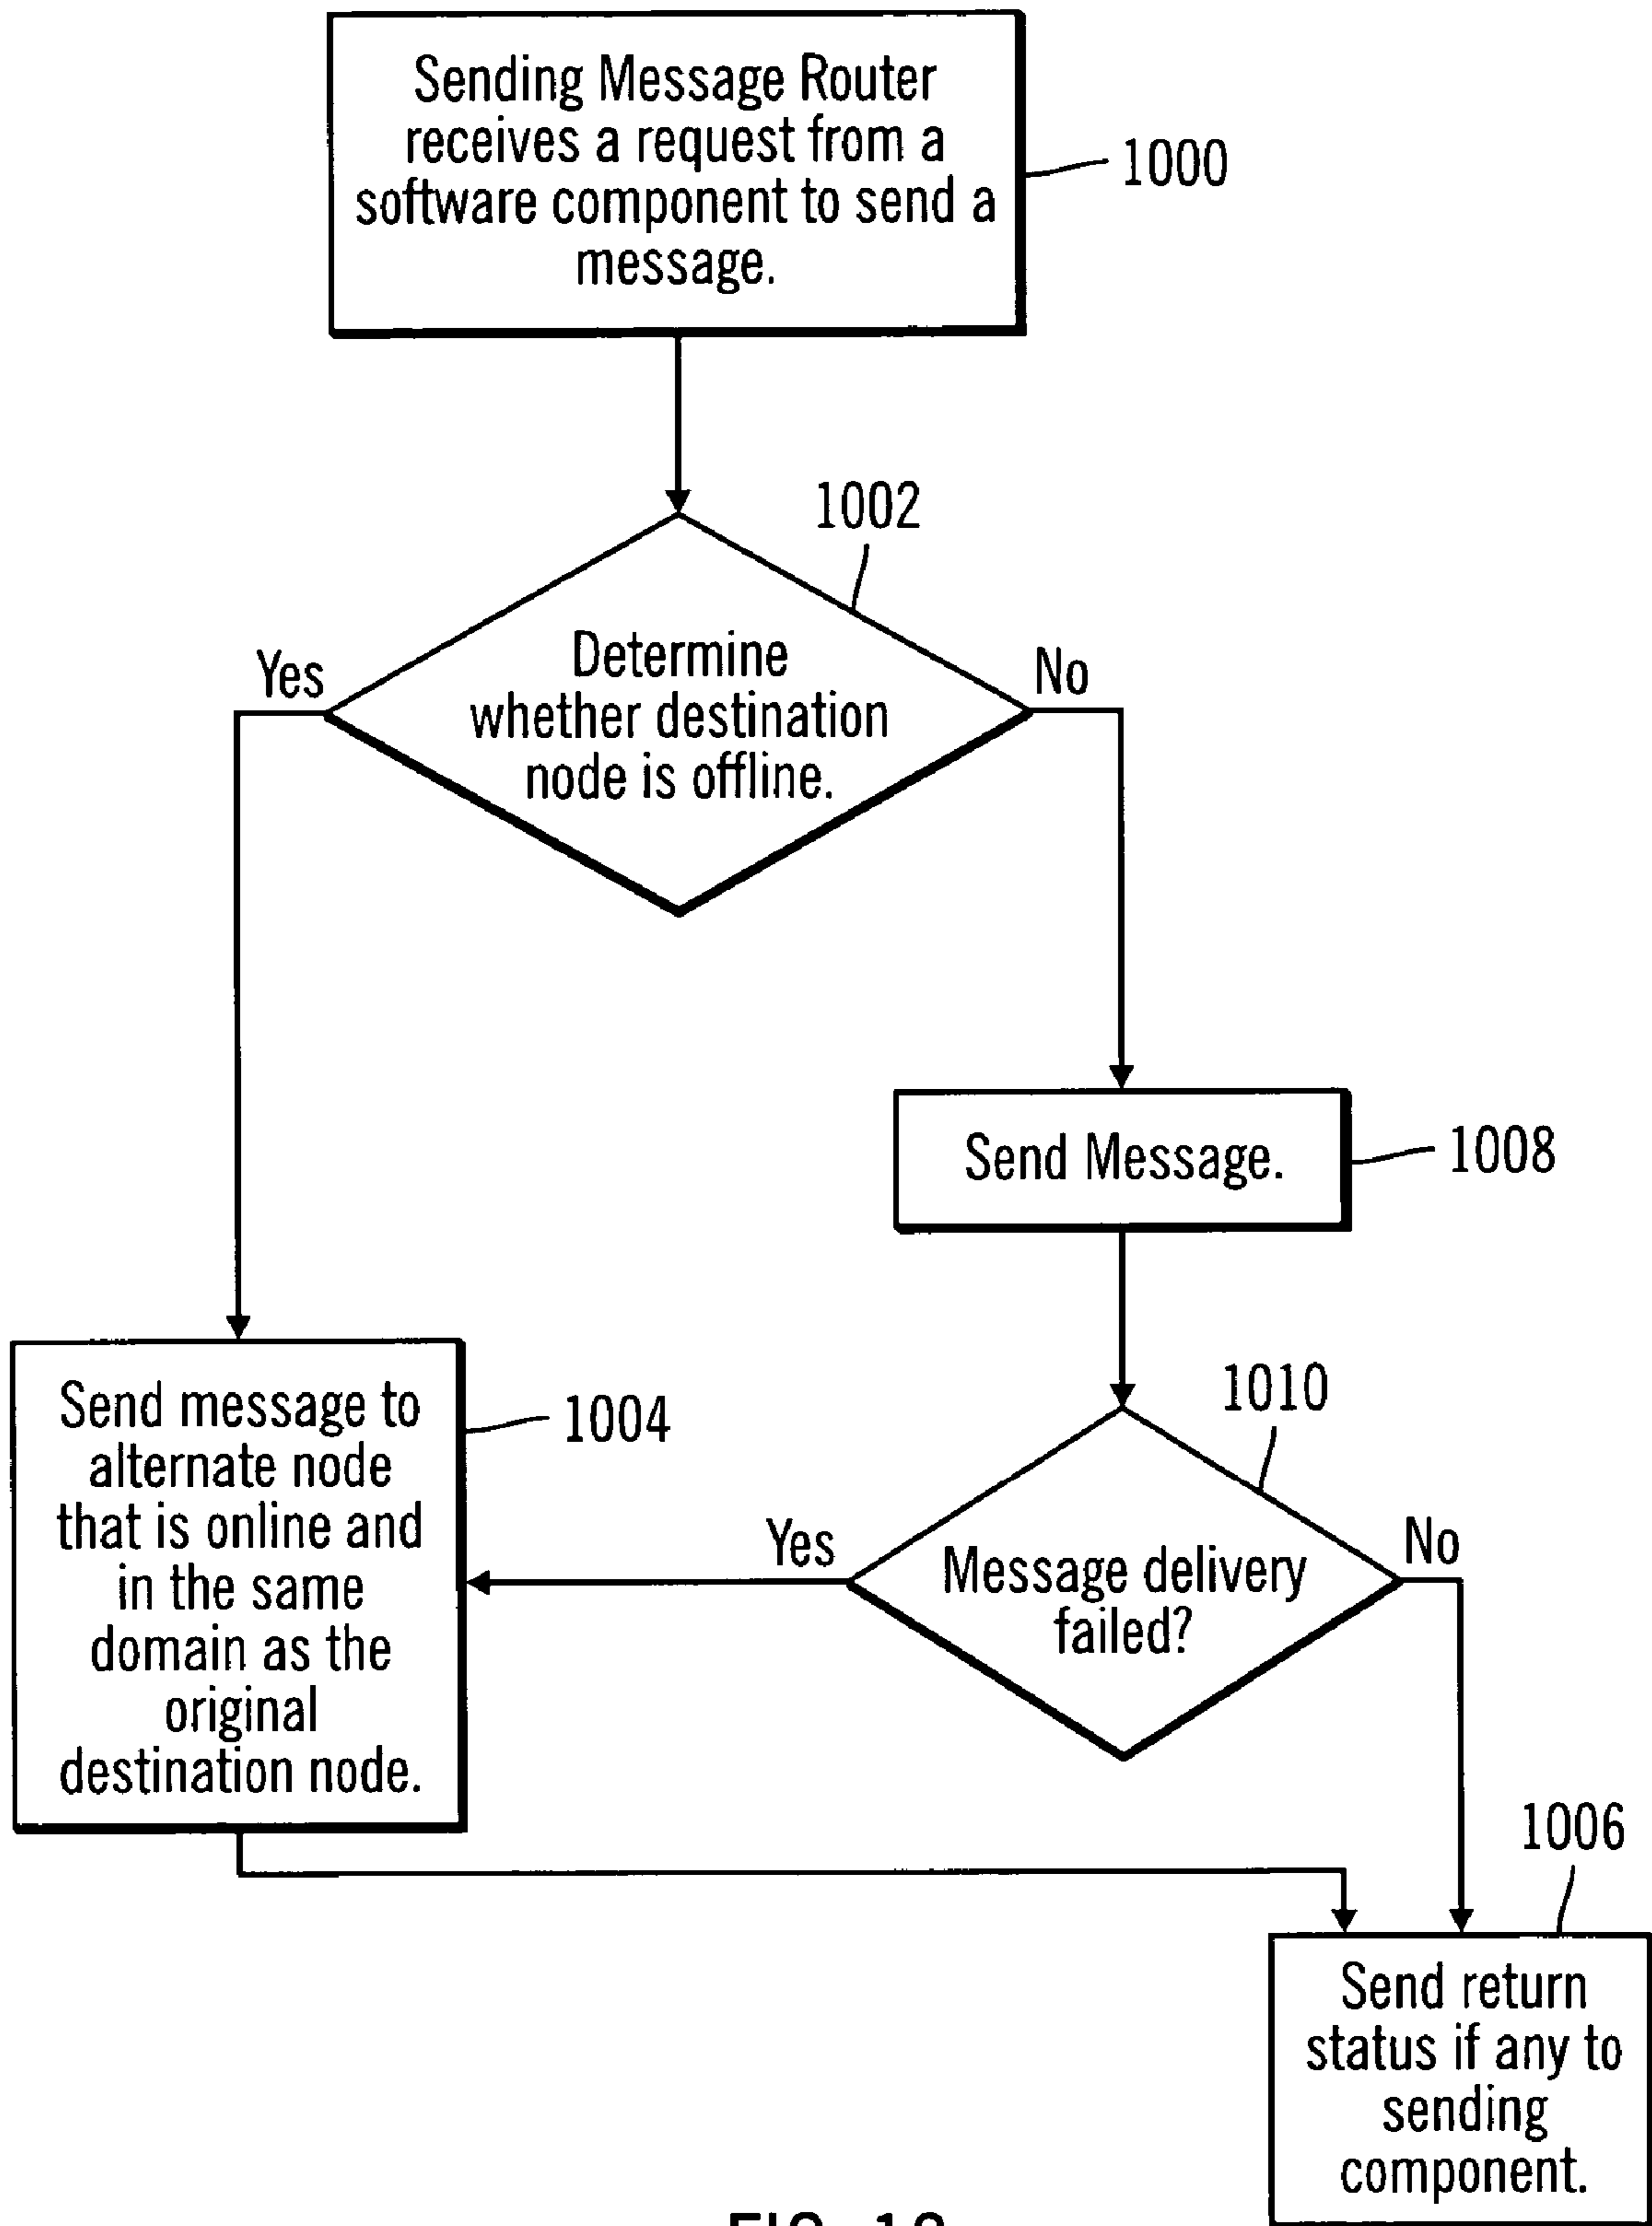 Sending Message Router
receives a request from a
software component to send a
message.
1000
1002
Yes
No
Determine
whether destination
node is offline.
Send Message.
1008
1010
Send message to
alternate node
that is online and
in the same
domain as the
original
destination node.
1004
Yes
No
Message delivery
failed?
1006
Send return
status if any to
sending
component.